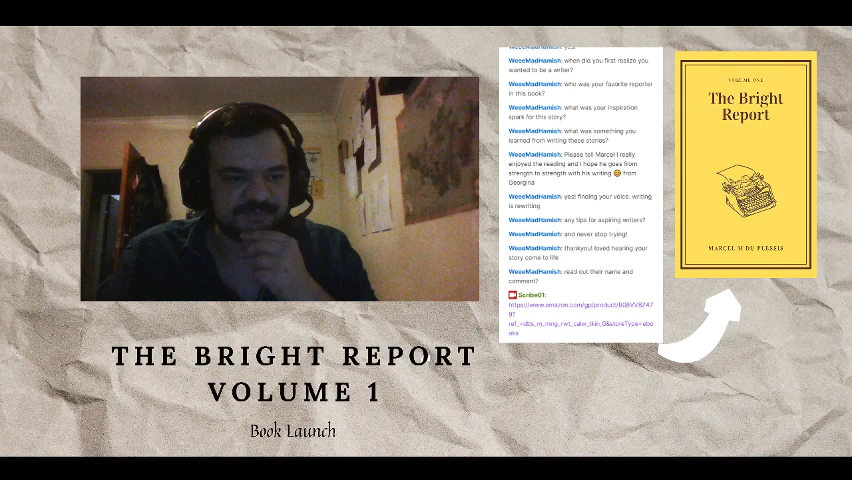 WeeeMadHamish: yes!
WeeeMadHamish: when did you first realize you
wanted to be a writer?
WeeeMadHamish: who was your favorite reporter
in this book?
WeeeMadHamish: what was your inspiration
spark for this story?
WeeeMadHamish: what was something you
learned from writing these stories?
WeeeMadHamish: Please tell Marcel I really
enjoyed the reading and I hope he goes from
strength to strength with his writing 😊 from
Georgina
WeeeMadHamish: yes! finding your voice, writing
is rewriting
WeeeMadHamish: any tips for aspiring writers?
WeeeMadHamish: and never stop trying!
WeeeMadHamish: thankyou! loved hearing your
story come to life
WeeeMadHamish: read out their name and
comment?
Scribe01:
https://www.amazon.com/gp/product/B08VV8Z47
9?
ref_=dbs_m_mng_rwt_calw_tkin_0&storeType=ebo
oks
VOLUME ONE
The Bright
Report
MARCEL M DU PLESSIS
THE BRIGHT REPORT
VOLUME 1
Book Launch